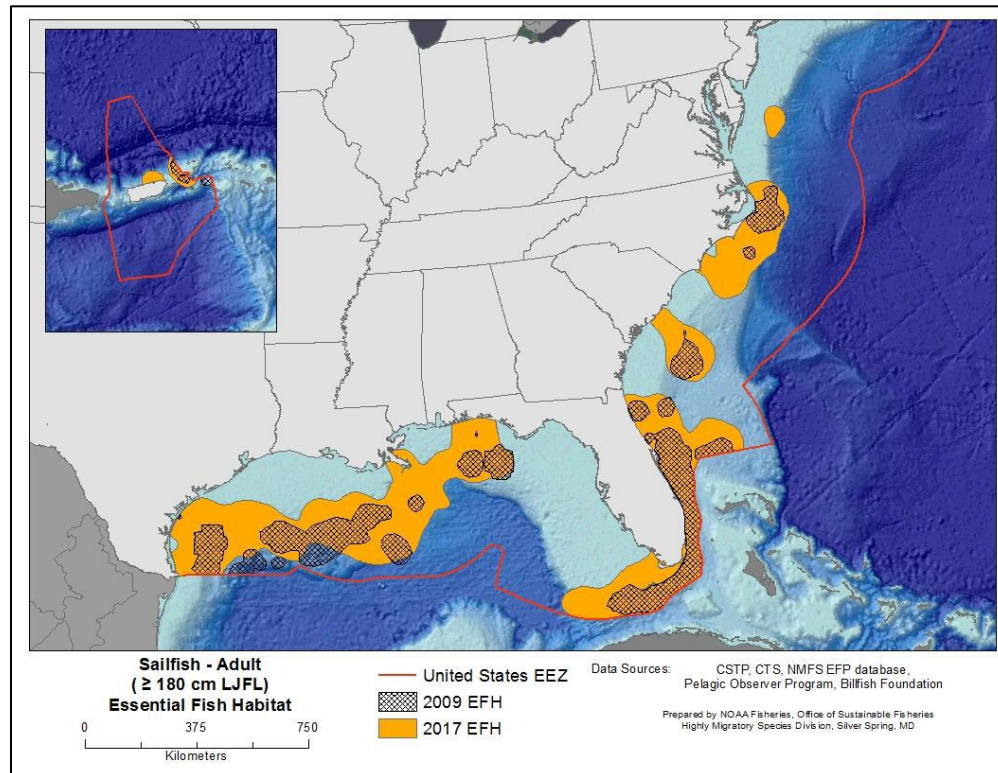 Sailfish - Adult
( ≥ 180 cm LJFL)
Essential Fish Habitat
0 375 750
Kilometers
United States EEZ
2009 EFH
2017 EFH
Data Sources: CSTP, CTS, NMFS EFP database,
Pelagic Observer Program, Billfish Foundation
Prepared by NOAA Fisheries, Office of Sustainable Fisheries
Highly Migratory Species Division, Silver Spring, MD